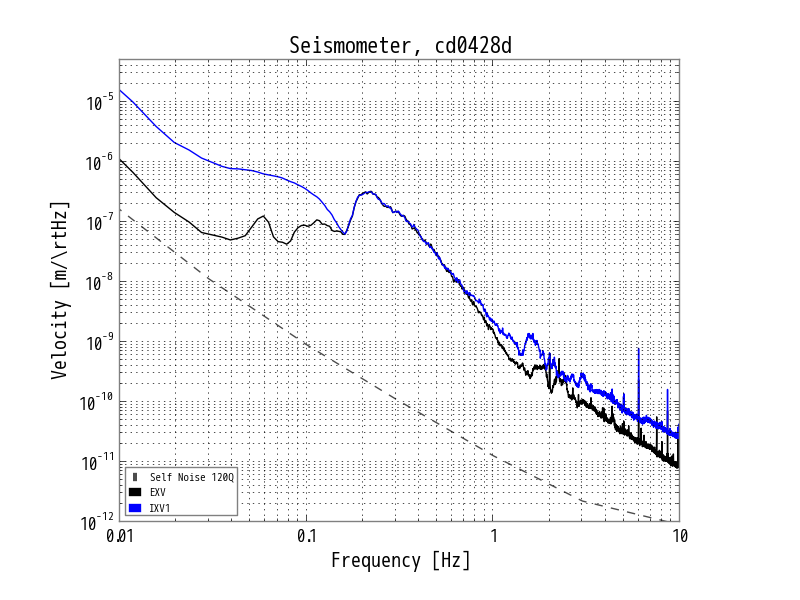 Seismometer, cd0428d
Velocity [m/\rtHz]
10-5
10-6
10-7
10-8
10-9
10-10
10-11
10-12
Self Noise 120Q
EXV
IXV1
0.01 0.1 1 10
Frequency [Hz]